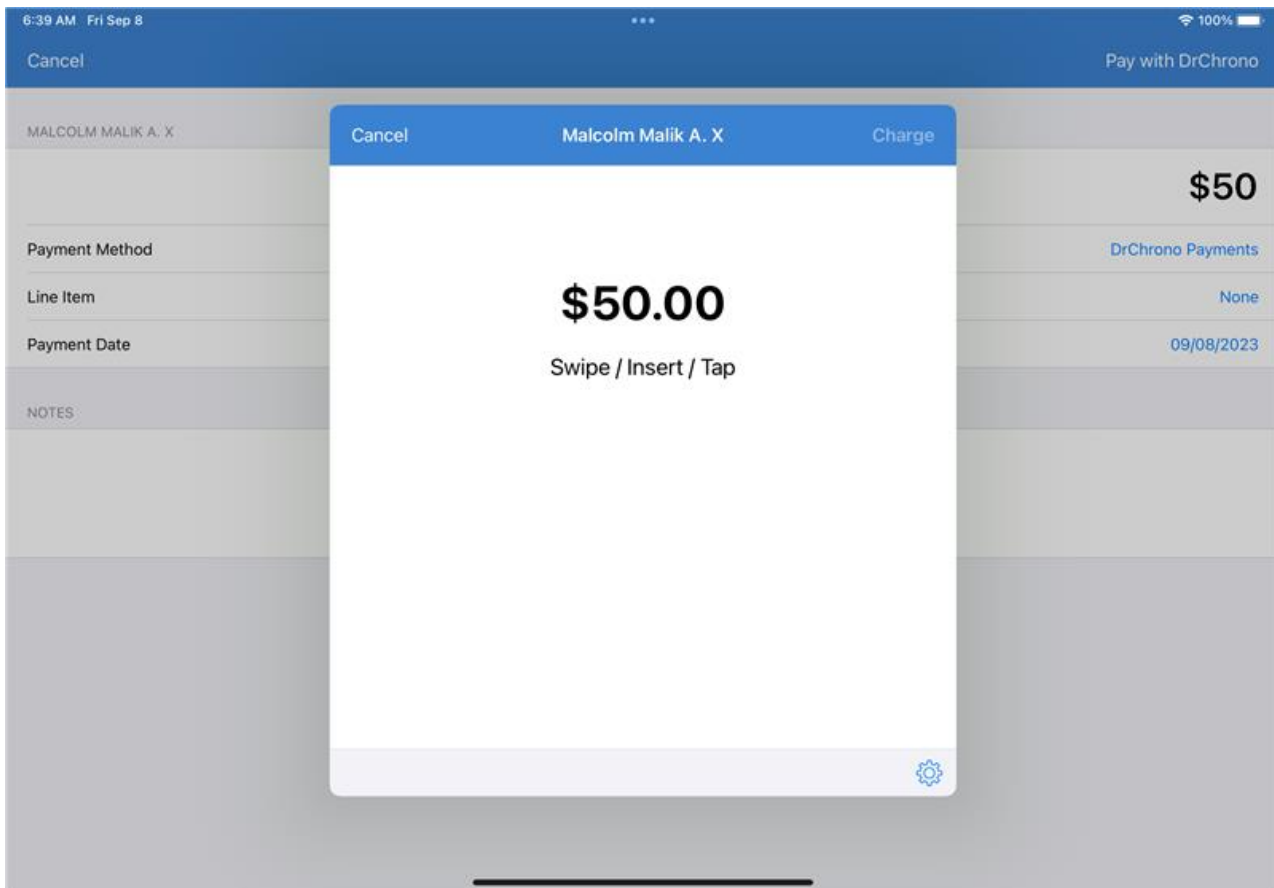 6:39 AM Fri Sep 8
100%
Cancel
Pay with DrChrono
MALCOLM MALIK A. X
Cancel
Malcolm Malik A. X
Charge
$50
Payment Method
DrChrono Payments
Line Item
None
Payment Date
09/08/2023
$50.00
Swipe / Insert / Tap
NOTES